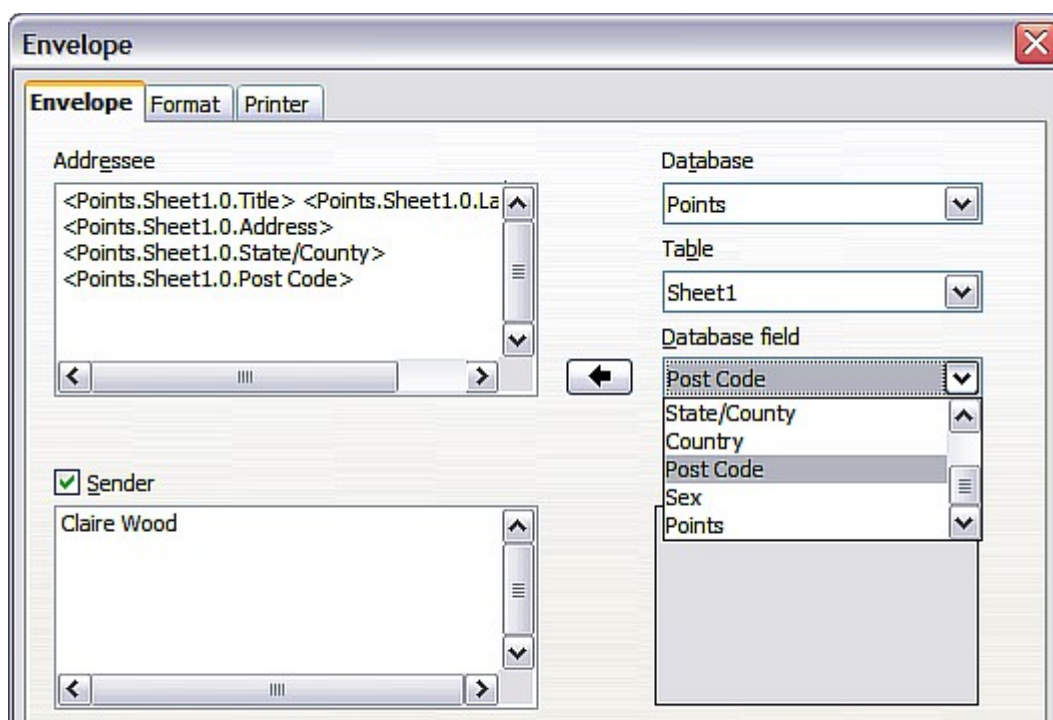 Envelope
Envelope Format Printer
Addressee
<Points.Sheet1.0.Title> <Points.Sheet1.0.La
<Points.Sheet1.0.Address>
<Points.Sheet1.0.State/County>
<Points.Sheet1.0.Post Code>
Database
Points
Table
Sheet1
Database field
Post Code
State/County
Country
Post Code
Sex
Points
Sender
Claire Wood